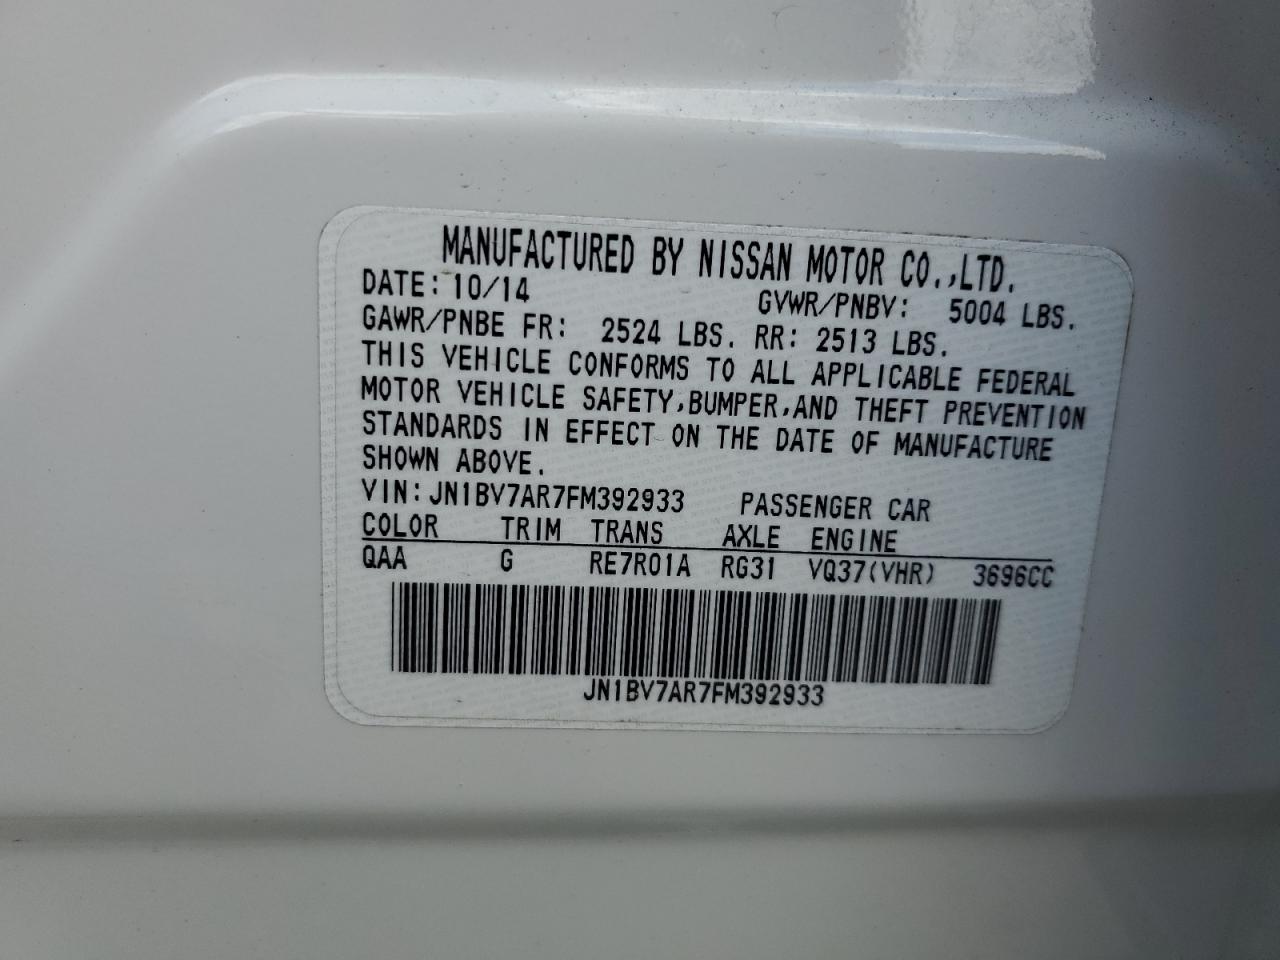 MANUFACTURED BY NISSAN MOTOR CO.,LTD.
DATE: 10/14 GVWR/PNBV: 5004 LBS.
GAWR/PNBE FR: 2524 LBS. RR: 2513 LBS.
THIS VEHICLE CONFORMS TO ALL APPLICABLE FEDERAL
MOTOR VEHICLE SAFETY,BUMPER,AND THEFT PREVENTION
STANDARDS IN EFFECT ON THE DATE OF MANUFACTURE
SHOWN ABOVE.
VIN:JN1BV7AR7FM392933 PASSENGER CAR
COLOR TRIM TRANS AXLE ENGINE
QAA G RE7R01A RG31 VQ37(VHR) 3696CC
JN1BV7AR7FM392933